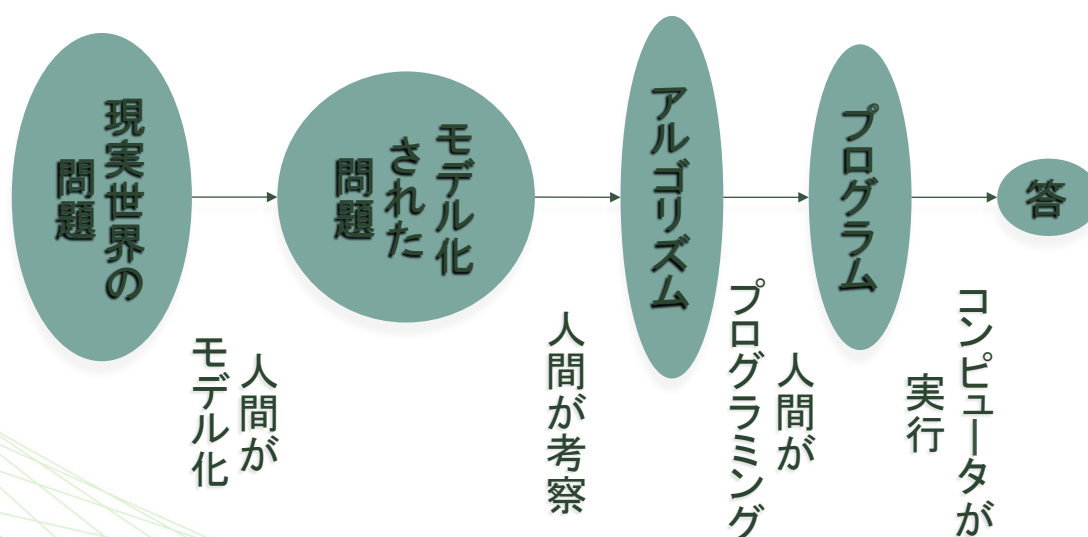 現実世界の
問題
モデル化
された
問題
アルゴリズム
プログラム
答
人間が
モデル化
人間が考察
人間が
プログラミング
コンピュータが
実行